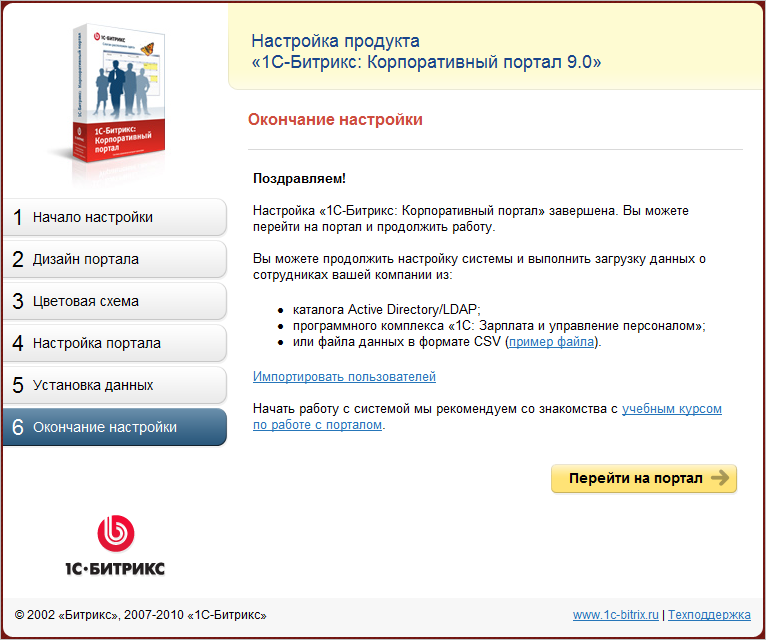 1С-БИТРИКС
1С-Битрикс:
Корпоративный
портал
Настройка продукта
«1С-Битрикс: Корпоративный портал 9.0»
Окончание настройки
1 Начало настройки
2 Дизайн портала
3 Цветовая схема
4 Настройка портала
5 Установка данных
6 Окончание настройки
Поздравляем!
Настройка «1С-Битрикс: Корпоративный портал» завершена. Вы можете
перейти на портал и продолжить работу.
Вы можете продолжить настройку системы и выполнить загрузку данных о
сотрудниках вашей компании из:
• каталога Active Directory/LDAP;
• программного комплекса «1С: Зарплата и управление персоналом»;
• или файла данных в формате CSV (пример файла).
Импортировать пользователей
Начать работу с системой мы рекомендуем со знакомства с учебным курсом
по работе с порталом.
Перейти на портал
1С·БИТРИКС
© 2002 «Битрикс», 2007-2010 «1С-Битрикс»
www.1c-bitrix.ru | Техподдержка